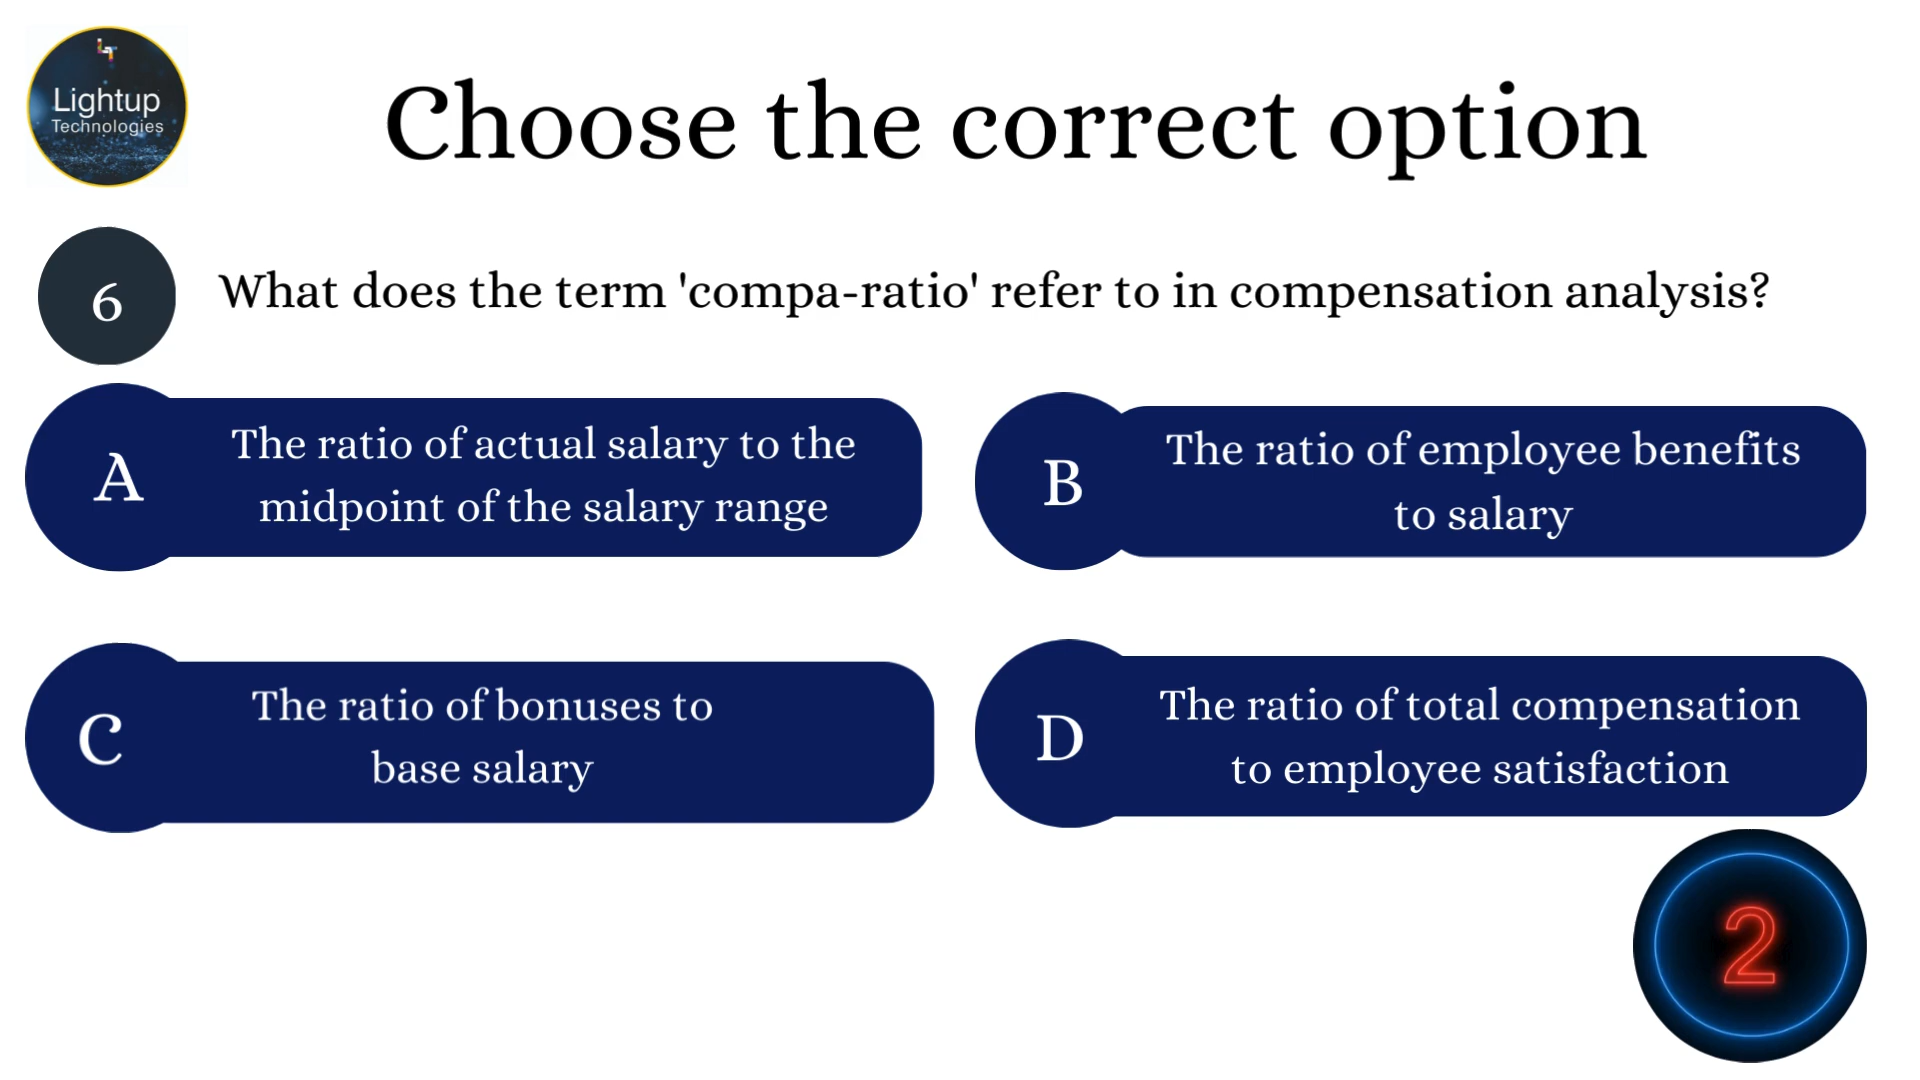 LT
Lightup
Technologies
Choose the correct option
6
What does the term 'compa-ratio' refer to in compensation analysis?
A
The ratio of actual salary to the
midpoint of the salary range
B
The ratio of employee benefits
to salary
C
The ratio of bonuses to
base salary
D
The ratio of total compensation
to employee satisfaction
2